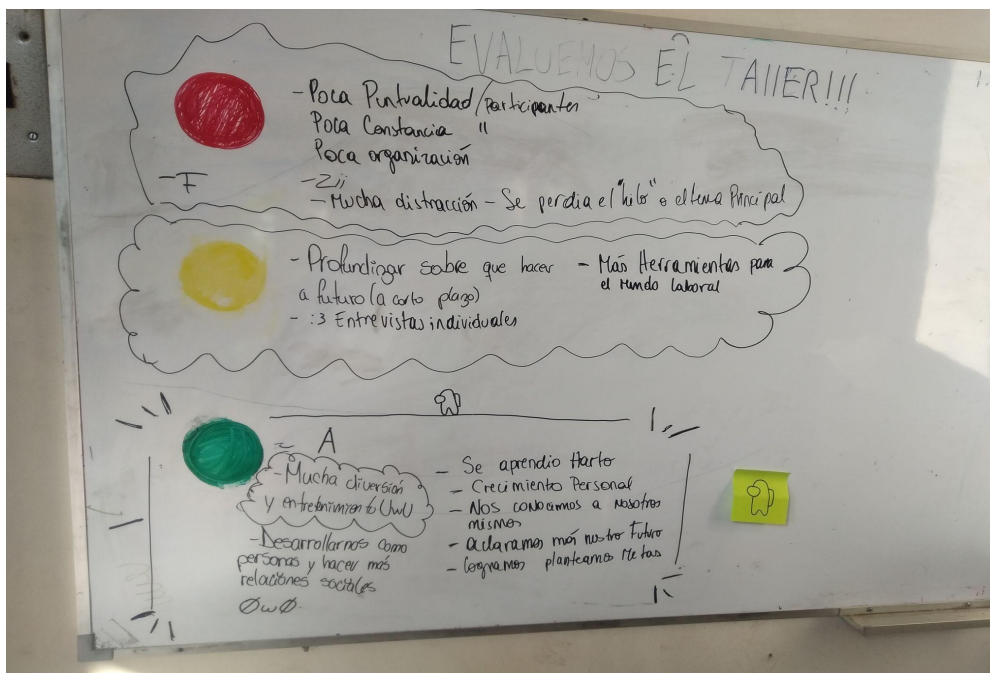 EVALUEMOS EL TALLER!!!
- Poca Puntualidad/Participantes
Poca Constancia "
Poca organización
- F
- Zii
- Mucha distracción - Se perdia el "hilo" o el tema Principal
- Profundizar sobre que hacer
a futuro (a corto plazo)
- :3 Entrevistas individuales
- Más Herramientas para
el Mundo laboral
A
- Mucha diversión
y entretenimiento UwU
- Desarrollarnos como
personas y hacer más
relaciones sociales
ØwØ
- Se aprendio Harto
- Crecimiento Personal
- Nos conocimos a Nosotros
mismos
- aclaramos más nustro Futuro
- Logramos plantearnos Metas